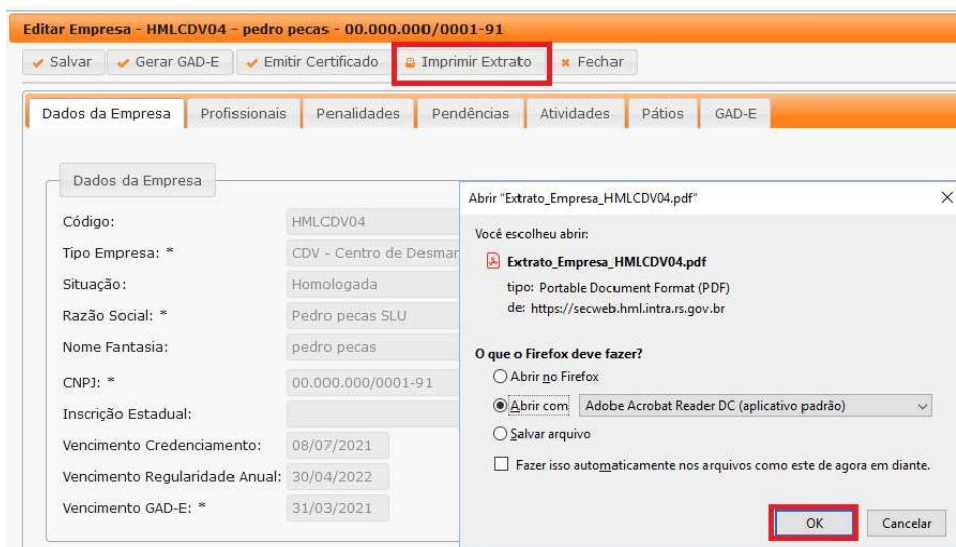 Editar Empresa - HMLCDV04 - pedro pecas - 00.000.000/0001-91
Salvar Gerar GAD-E Emitir Certificado Imprimir Extrato Fechar
Dados da Empresa Profissionais Penalidades Pendências Atividades Pátios GAD-E
Dados da Empresa
Código: HMLCDV04
Tipo Empresa: * CDV - Centro de Desmar
Situação: Homologada
Razão Social: * Pedro pecas SLU
Nome Fantasia: pedro pecas
CNPJ: * 00.000.000/0001-91
Inscrição Estadual:
Vencimento Credenciamento: 08/07/2021
Vencimento Regularidade Anual: 30/04/2022
Vencimento GAD-E: * 31/03/2021
Abrir "Extrato_Empresa_HMLCDV04.pdf"
Você escolheu abrir:
Extrato_Empresa_HMLCDV04.pdf
tipo: Portable Document Format (PDF)
de: https://secweb.hml.intra.rs.gov.br
O que o Firefox deve fazer?
Abrir no Firefox
Abrir com Adobe Acrobat Reader DC (aplicativo padrão)
Salvar arquivo
Fazer isso automaticamente nos arquivos como este de agora em diante.
OK Cancelar